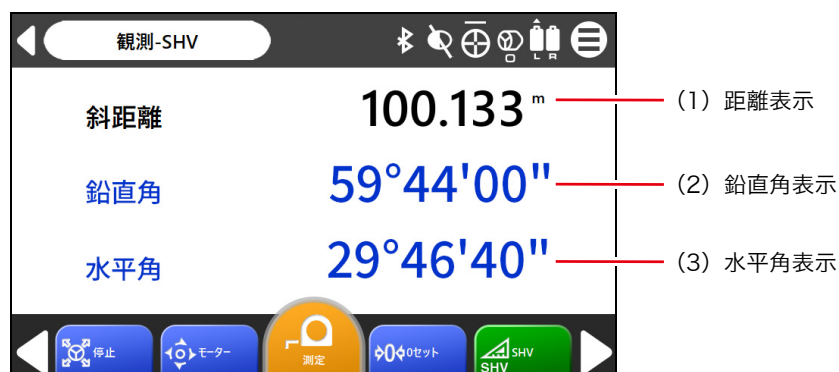 観測-SHV
O L R
斜距離 100.133 m (1) 距離表示
鉛直角 59°44'00" (2) 鉛直角表示
水平角 29°46'40" (3) 水平角表示
停止 モーター 測定 0 0セット SHV
SHV